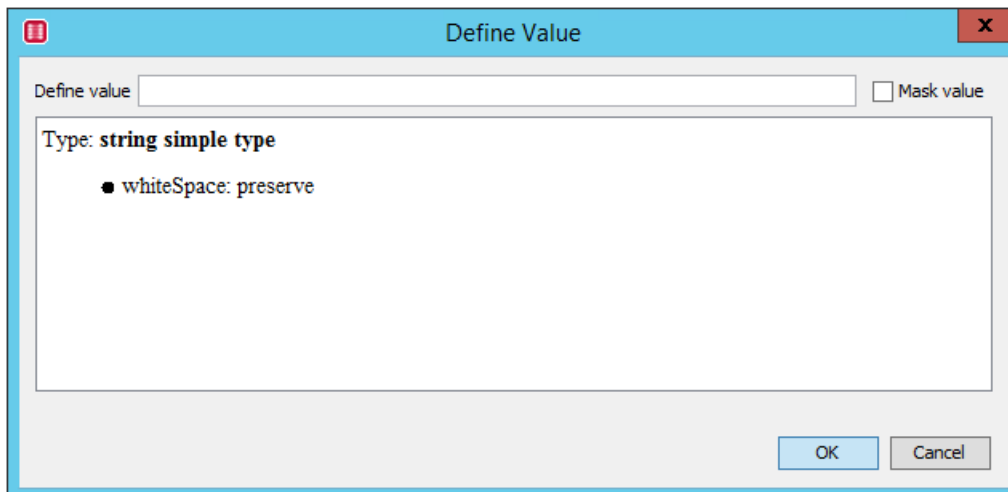 Define Value
x
Define value
Mask value
Type: string simple type
whiteSpace: preserve
OK
Cancel